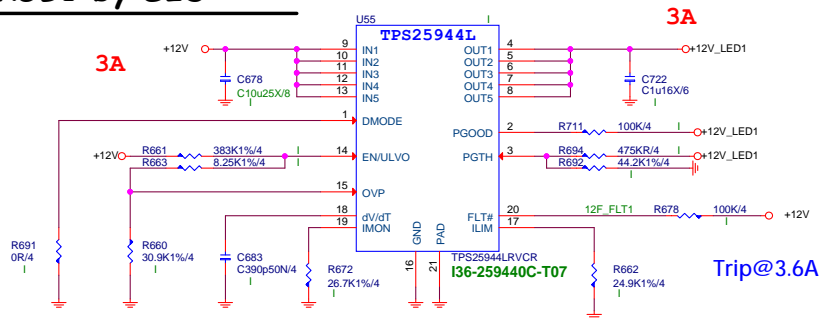 by
U55
TPS25944L
3A
3A
+12V
C678
C10u25X/8
9 IN1
10 IN2
11 IN3
12 IN4
13 IN5
OUT1 4
OUT2 5
OUT3 6
OUT4 7
OUT5 8
+12V_LED1
C722
C1u16X/6
1 DMODE
PGOOD 2
R711 100K/4
+12V_LED1
+12V
R661 383K1%/4
R663 8.25K1%/4
14 EN/ULVO
PGTH 3
R694 475KR/4
+12V_LED1
R692 44.2K1%/4
15 OVP
18 dV/dT
19 IMON
FLT# 20
ILIM 17
12F_FLT1
R678 100K/4
+12V
GND
PAD
16
21
R691
0R/4
R660
30.9K1%/4
C683
C390p50N/4
R672
26.7K1%/4
TPS25944LRVCR
I36-259440C-T07
R662
24.9K1%/4
Trip@3.6A